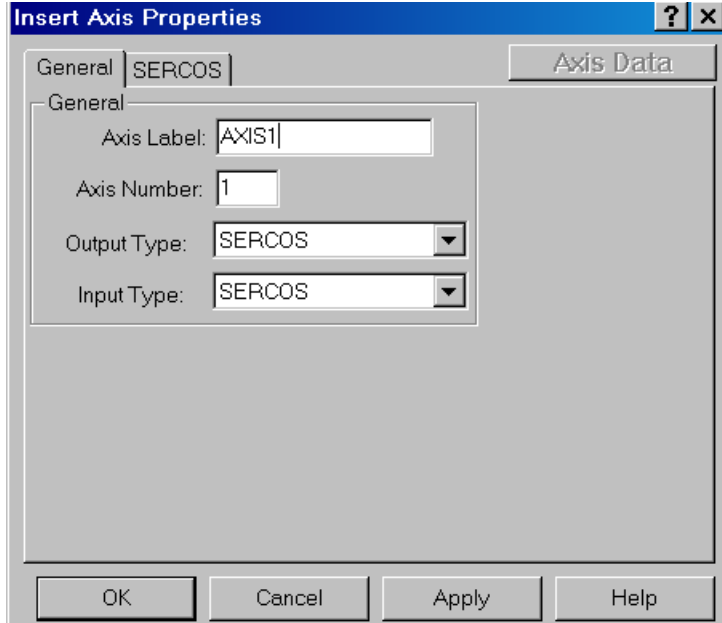 Insert Axis Properties ? ×
General SERCOS Axis Data
General
Axis Label: AXIS1
Axis Number: 1
Output Type: SERCOS
Input Type: SERCOS
OK Cancel Apply Help